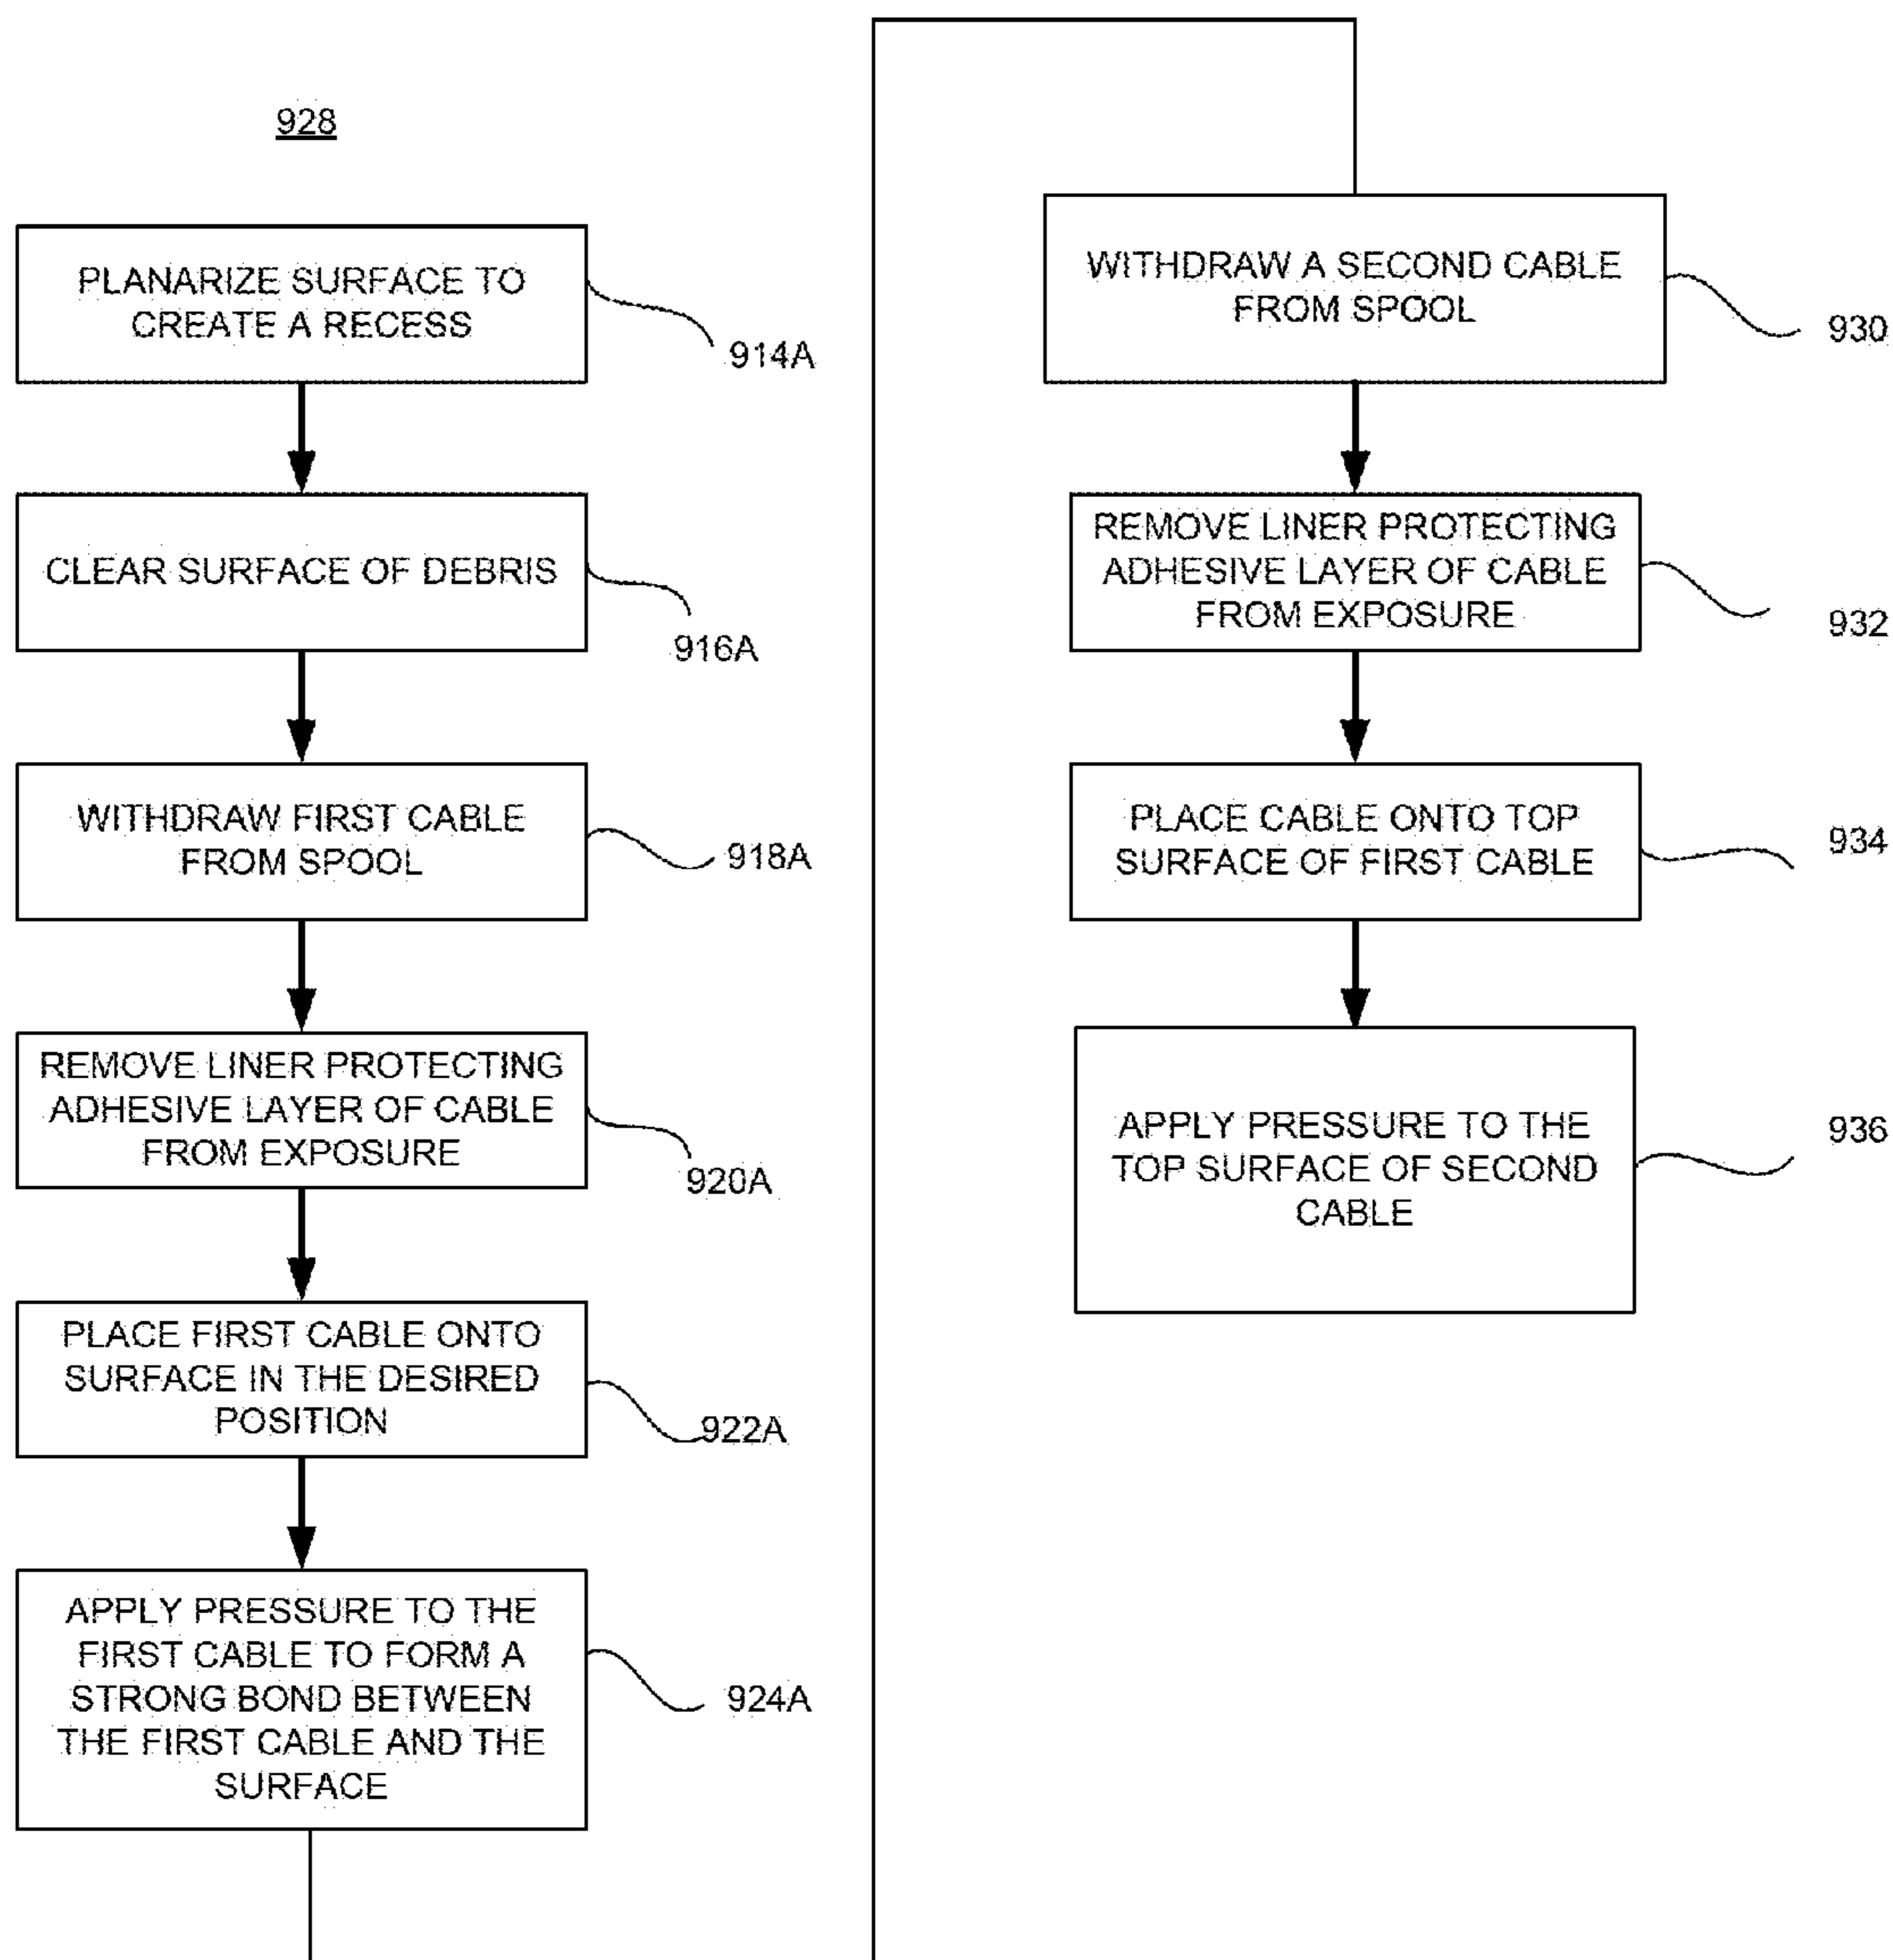 928
PLANARIZE SURFACE TO
CREATE A RECESS
914A
CLEAR SURFACE OF DEBRIS
916A
WITHDRAW FIRST CABLE
FROM SPOOL
918A
REMOVE LINER PROTECTING
ADHESIVE LAYER OF CABLE
FROM EXPOSURE
920A
PLACE FIRST CABLE ONTO
SURFACE IN THE DESIRED
POSITION
922A
APPLY PRESSURE TO THE
FIRST CABLE TO FORM A
STRONG BOND BETWEEN
THE FIRST CABLE AND THE
SURFACE
924A
WITHDRAW A SECOND CABLE
FROM SPOOL
930
REMOVE LINER PROTECTING
ADHESIVE LAYER OF CABLE
FROM EXPOSURE
932
PLACE CABLE ONTO TOP
SURFACE OF FIRST CABLE
934
APPLY PRESSURE TO THE
TOP SURFACE OF SECOND
CABLE
936